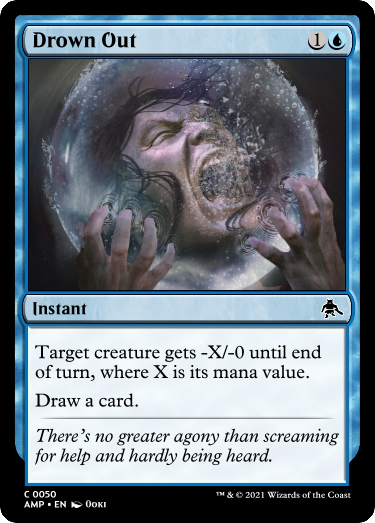 Drown Out 1
Instant
Target creature gets -X/-0 until end
of turn, where X is its mana value.
Draw a card.
There's no greater agony than screaming
for help and hardly being heard.
C 0050
AMP • EN OOKI
™ & © 2021 Wizards of the Coast